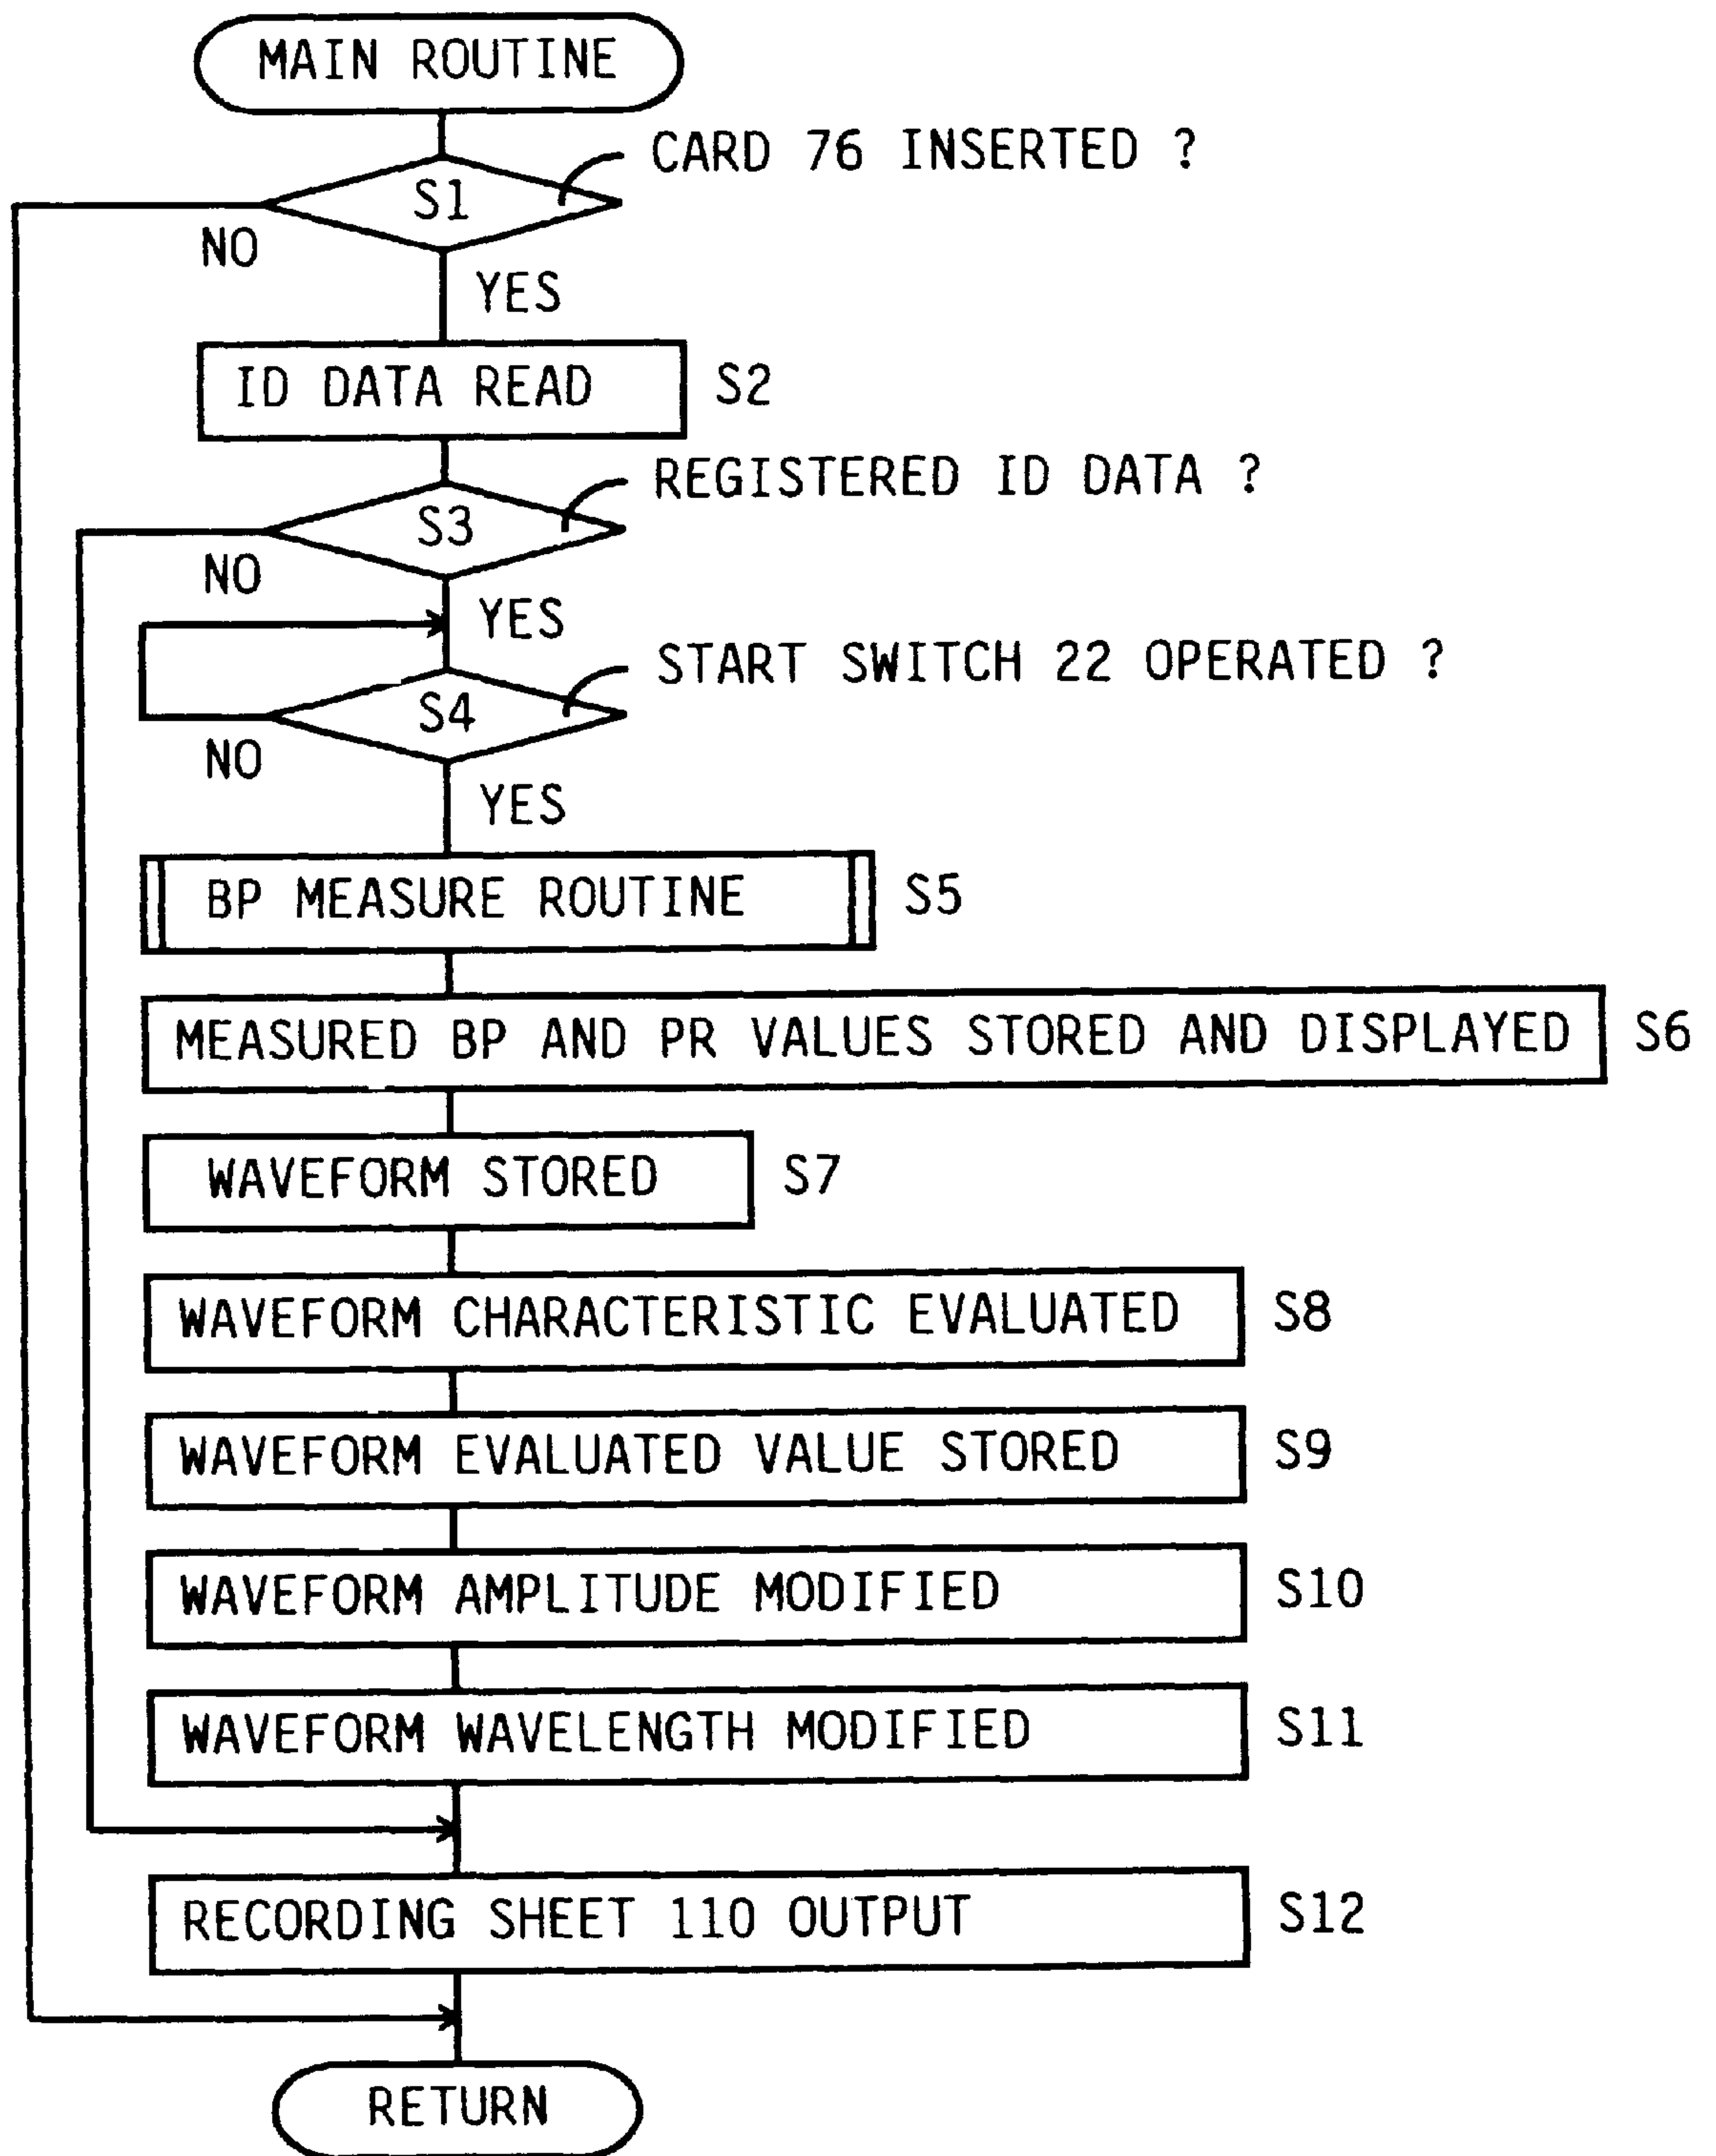 MAIN ROUTINE
CARD 76 INSERTED ?
S1
NO
YES
ID DATA READ S2
REGISTERED ID DATA ?
S3
NO
YES
START SWITCH 22 OPERATED ?
S4
NO
YES
BP MEASURE ROUTINE S5
MEASURED BP AND PR VALUES STORED AND DISPLAYED S6
WAVEFORM STORED S7
WAVEFORM CHARACTERISTIC EVALUATED S8
WAVEFORM EVALUATED VALUE STORED S9
WAVEFORM AMPLITUDE MODIFIED S10
WAVEFORM WAVELENGTH MODIFIED S11
RECORDING SHEET 110 OUTPUT S12
RETURN